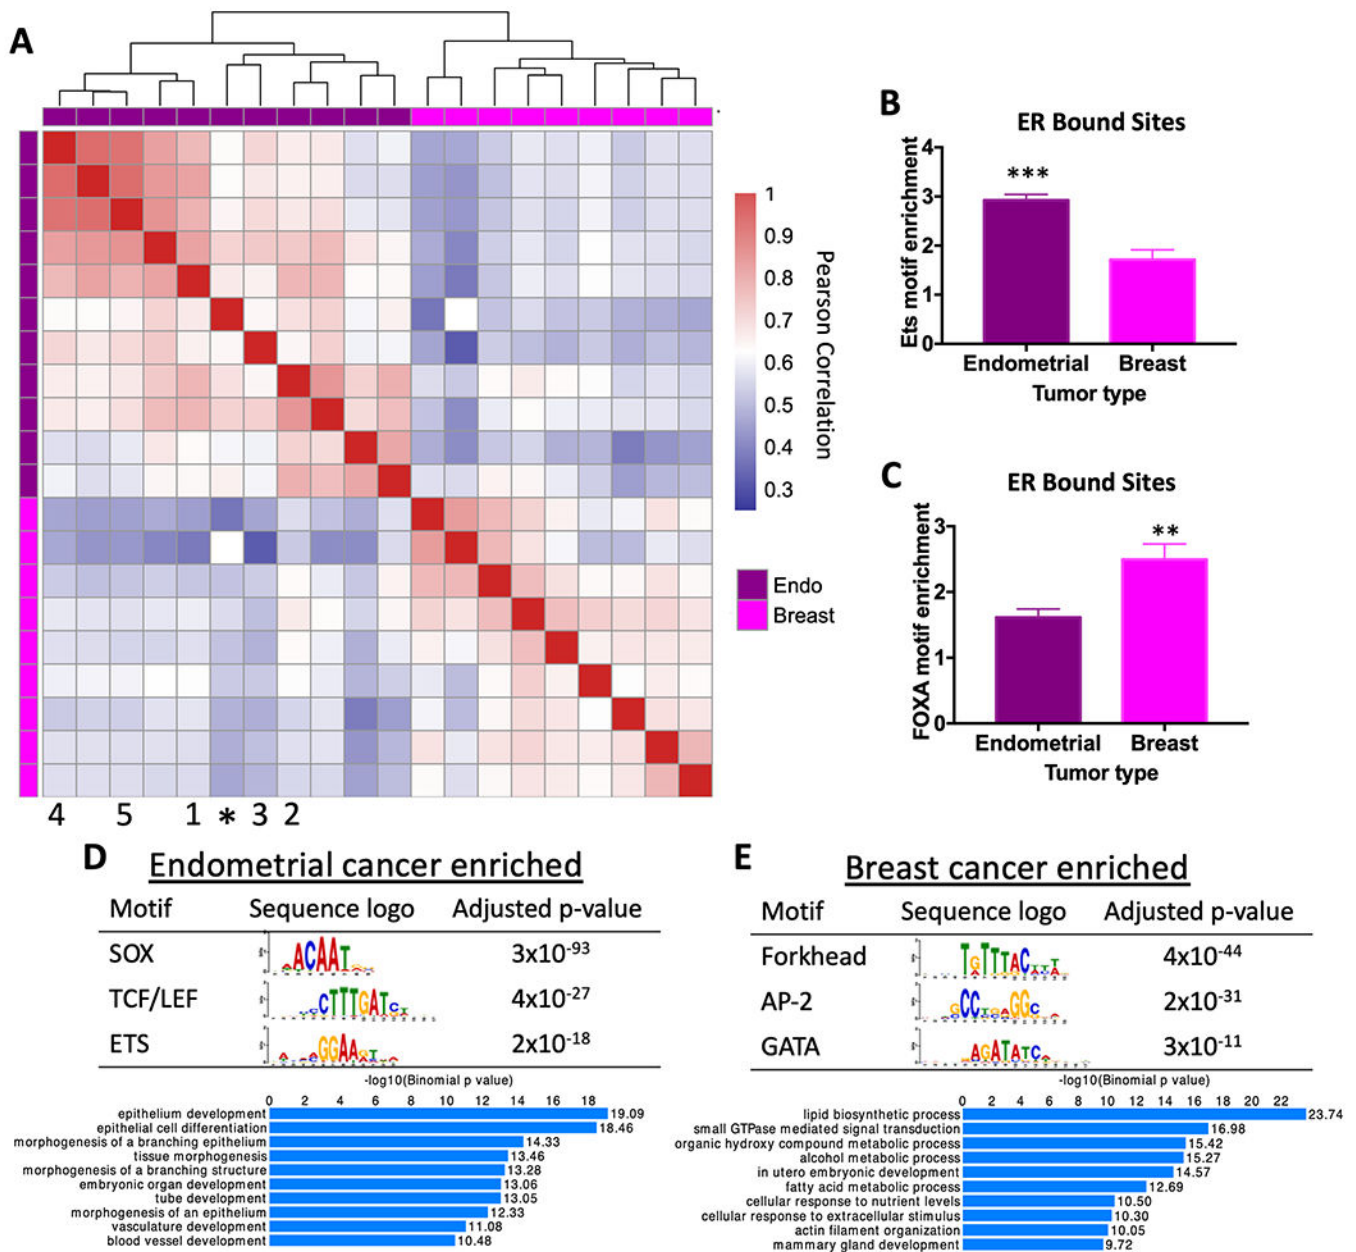 A
1
0.9
0.8
0.7
0.6
0.5
0.4
0.3
Pearson Correlation
Endo
Breast
4 5 1 * 3 2
B
ER Bound Sites
Ets motif enrichment
4
3
2
1
0
***
Endometrial Breast
Tumor type
C
ER Bound Sites
FOXA motif enrichment
3
2
1
0
**
Endometrial Breast
Tumor type
D Endometrial cancer enriched
Motif Sequence logo Adjusted p-value
SOX ACAAT 3x10-93
TCF/LEF CTTTGATC 4x10-27
ETS GGAA 2x10-18
-log10(Binomial p value)
0 2 4 6 8 10 12 14 16 18
epithelium development 19.09
epithelial cell differentiation 18.46
morphogenesis of a branching epithelium 14.33
tissue morphogenesis 13.46
morphogenesis of a branching structure 13.28
embryonic organ development 13.06
tube development 13.05
morphogenesis of an epithelium 12.33
vasculature development 11.08
blood vessel development 10.48
E Breast cancer enriched
Motif Sequence logo Adjusted p-value
Forkhead TGTTTAC 4x10-44
AP-2 GCC GGC 2x10-31
GATA AGATATC 3x10-11
-log10(Binomial p value)
0 2 4 6 8 10 12 14 16 18 20 22
lipid biosynthetic process 23.74
small GTPase mediated signal transduction 16.98
organic hydroxy compound metabolic process 15.42
alcohol metabolic process 15.27
in utero embryonic development 14.57
fatty acid metabolic process 12.69
cellular response to nutrient levels 10.50
cellular response to extracellular stimulus 10.30
actin filament organization 10.05
mammary gland development 9.72